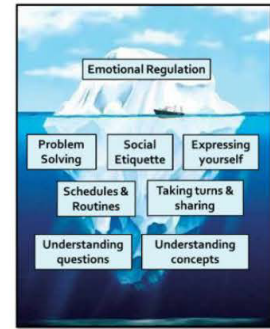 Emotional Regulation
Problem
Solving
Social
Etiquette
Expressing
yourself
Schedules &
Routines
Taking turns &
sharing
Understanding
questions
Understanding
concepts